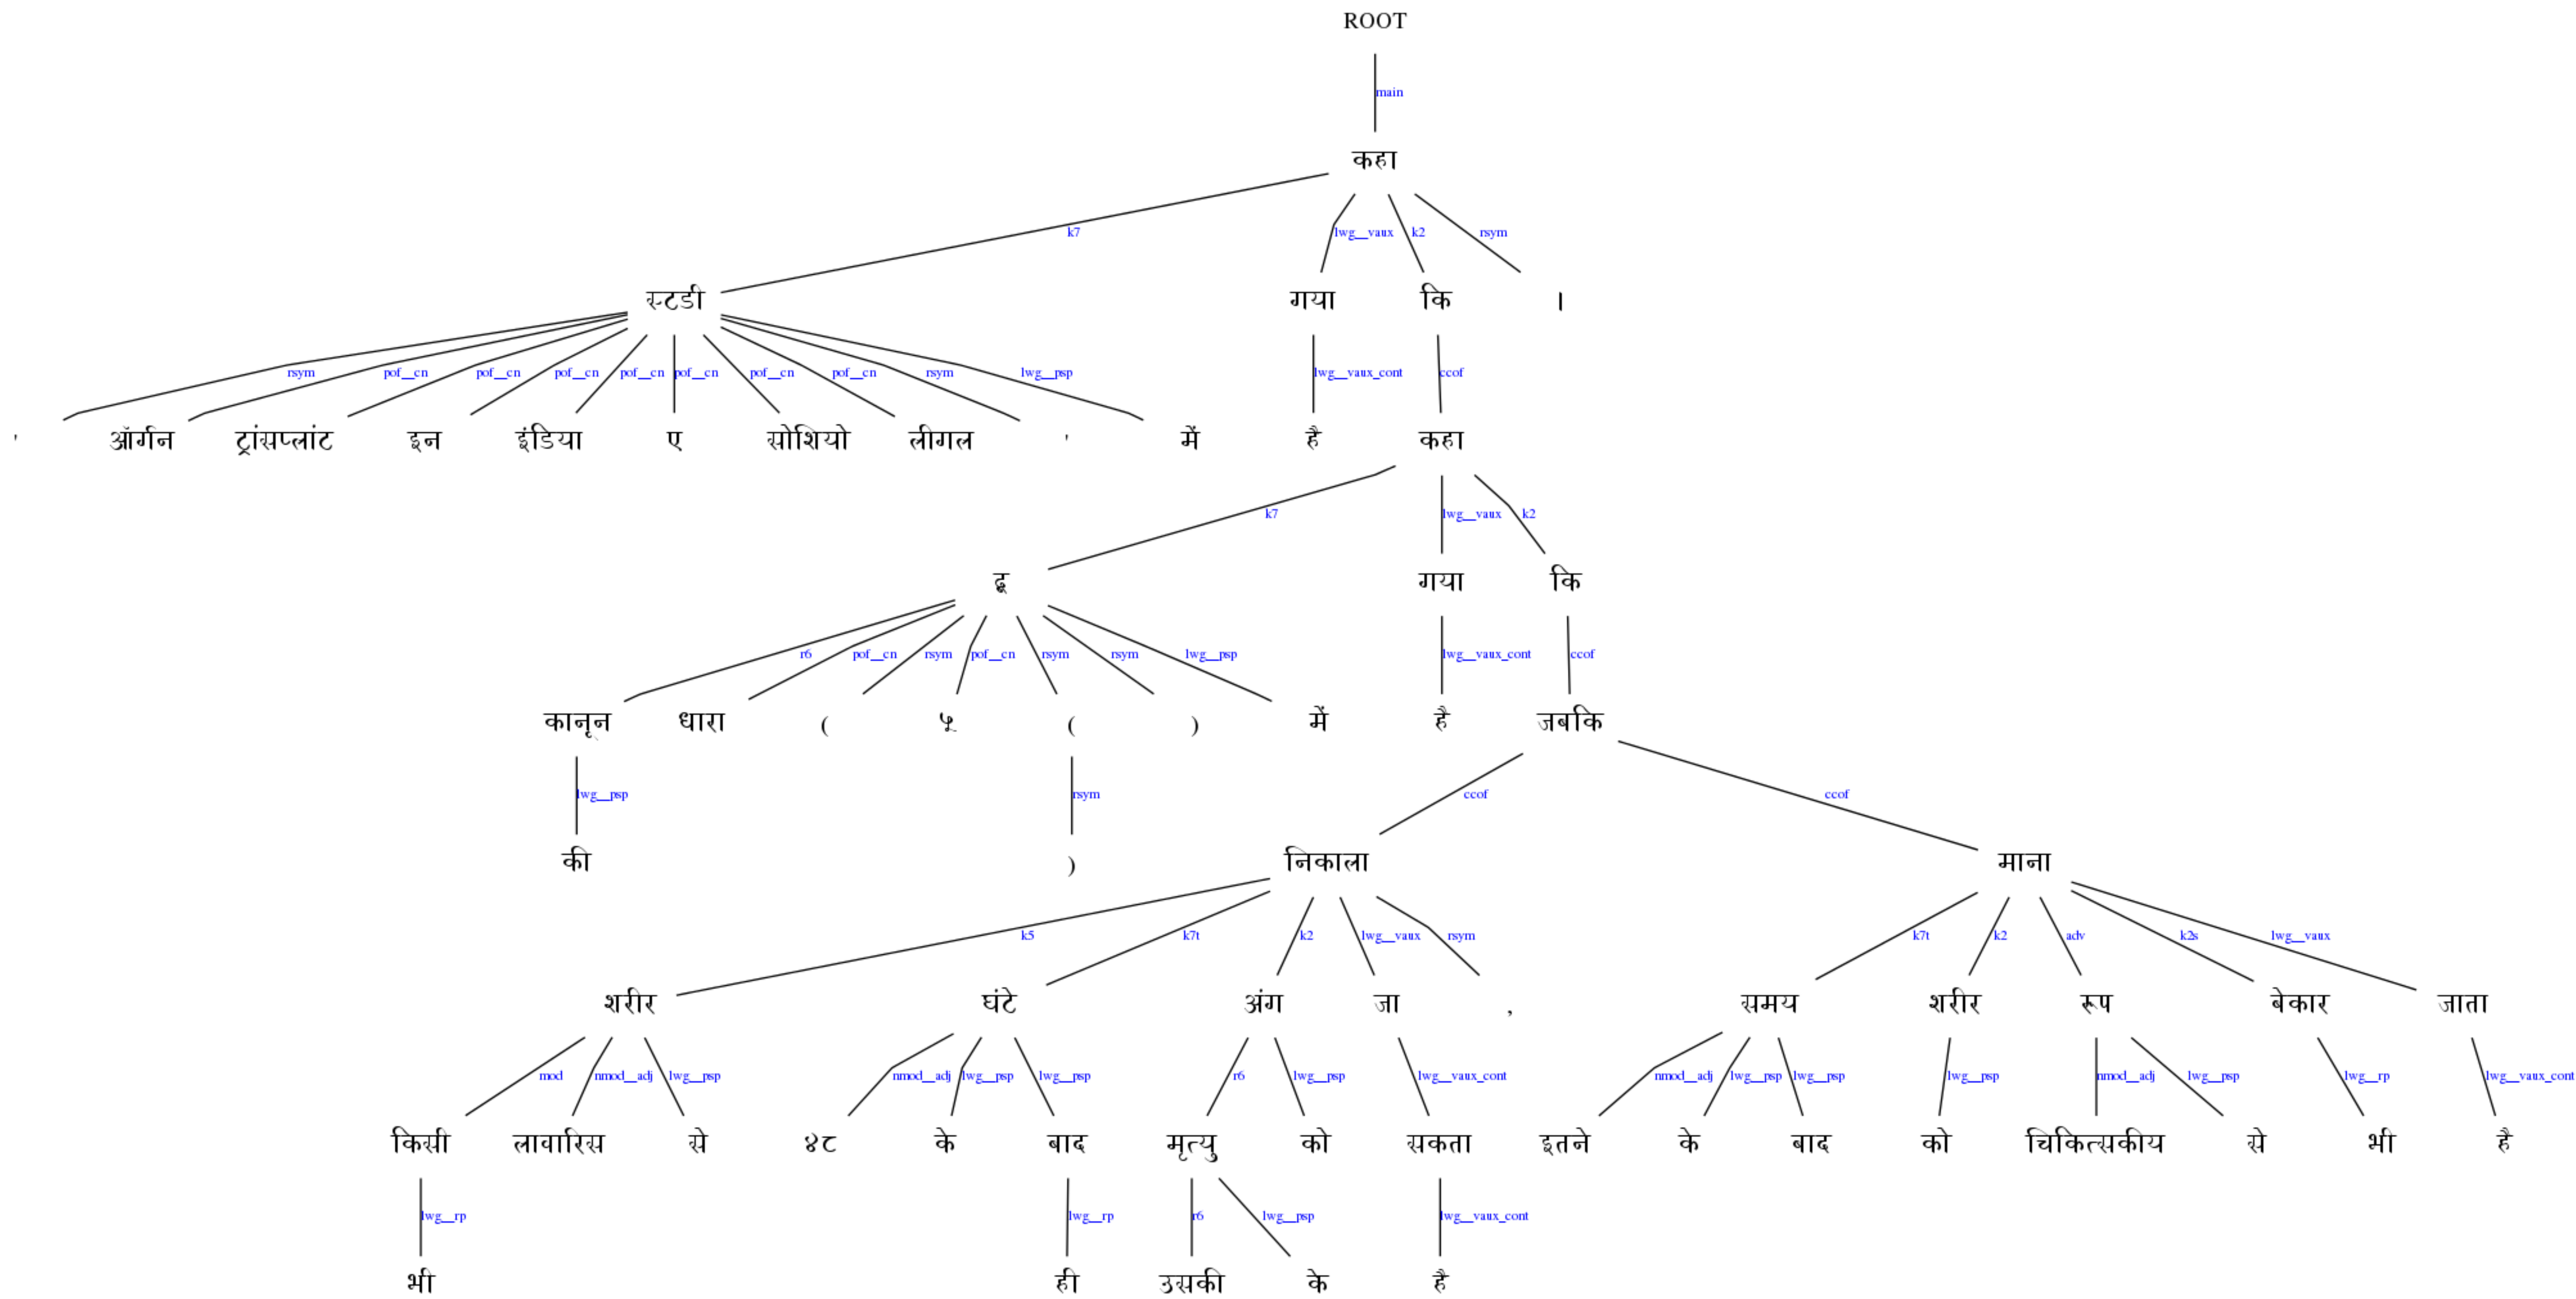 ROOT
main
कहा
k7 lwg__vaux k2 rsym
स्टडी गया कि ।
rsym pof__cn pof__cn pof__cn pof__cn pof__cn pof__cn pof__cn rsym lwg__psp lwg__vaux_cont ccof
' ऑर्गन ट्रांसप्लांट इन इंडिया ए सोशियो लीगल ' में है कहा
k7 lwg__vaux k2
गया कि
r6 pof__cn rsym pof__cn rsym rsym lwg__psp lwg__vaux_cont ccof
कानून धारा ( ५ ( ) में है जबकि
lwg__psp rsym ccof ccof
की ) निकाला माना
k5 k7t k2 lwg__vaux rsym k7t k2 adv k2s lwg__vaux
शरीर घंटे अंग जा , समय शरीर रूप बेकार जाता
mod nmod__adj lwg__psp nmod__adj lwg__psp lwg__psp r6 lwg__psp lwg__vaux_cont nmod__adj lwg__psp lwg__psp lwg__psp nmod__adj lwg__psp lwg__rp lwg__vaux_cont
किसी लावारिस से ४८ के बाद मृत्यु को सकता इतने के बाद को चिकित्सकीय से भी है
lwg__rp lwg__rp r6 lwg__psp lwg__vaux_cont
भी ही उसकी के है